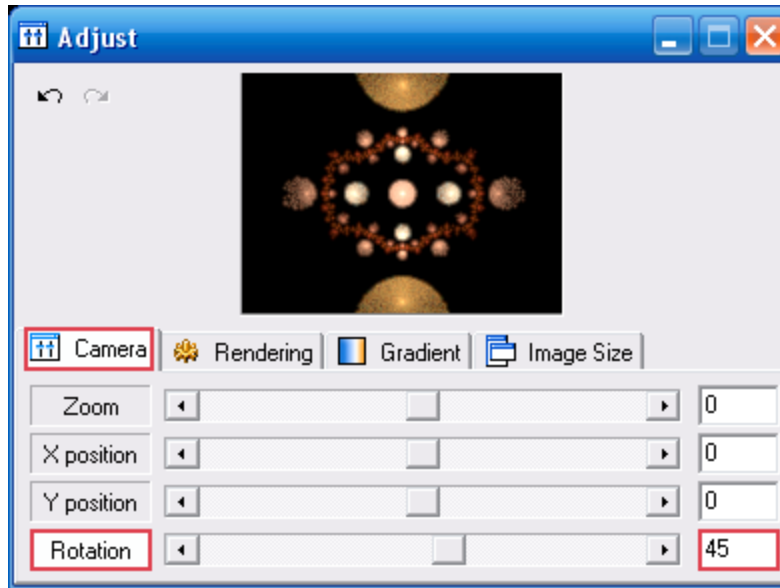 Adjust
Camera Rendering Gradient Image Size
Zoom 0
X position 0
Y position 0
Rotation 45